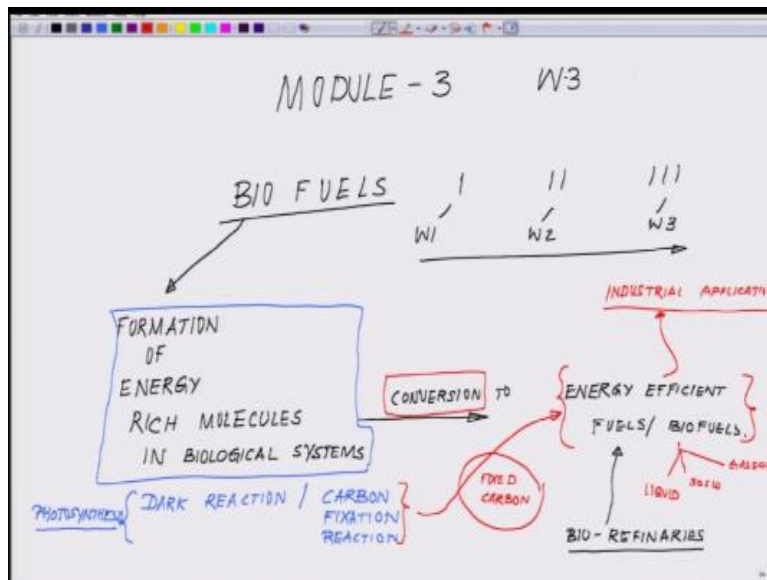 MODULE - 3 W-3
BIO FUELS I II III
W1 W2 W3
INDUSTRIAL APPLICATI
FORMATION
OF
ENERGY
RICH MOLECULES
IN BIOLOGICAL SYSTEMS
CONVERSION TO
ENERGY EFFICIENT
FUELS / BIOFUELS.
LIQUID
PHOTOSYNTHESIS DARK REACTION / CARBON
FIXATION
REACTION
FIXED
CARBON
BIO-REFINARIES